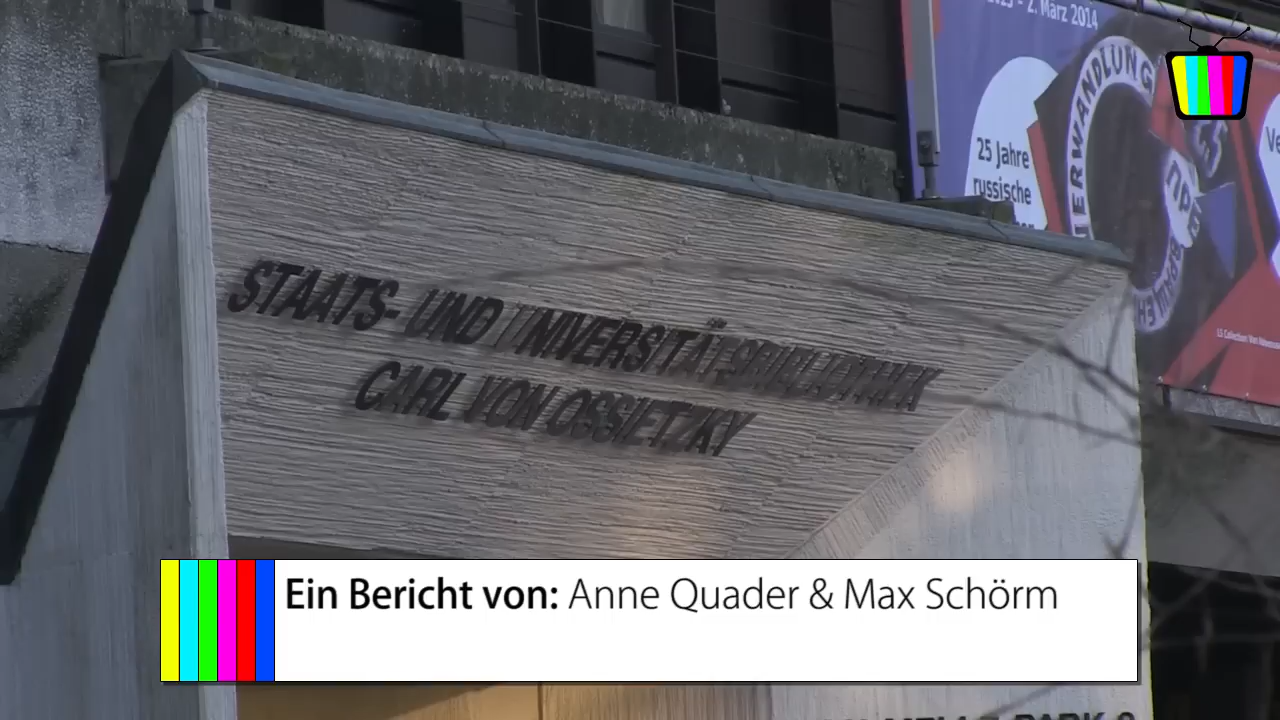 2. März 2014
25 Jahre
russische
VERWANDLUNG
STAATS- UND UNIVERSITÄTSBIBLIOTHEK
CARL VON OSSIETZKY
Ein Bericht von: Anne Quader & Max Schörm